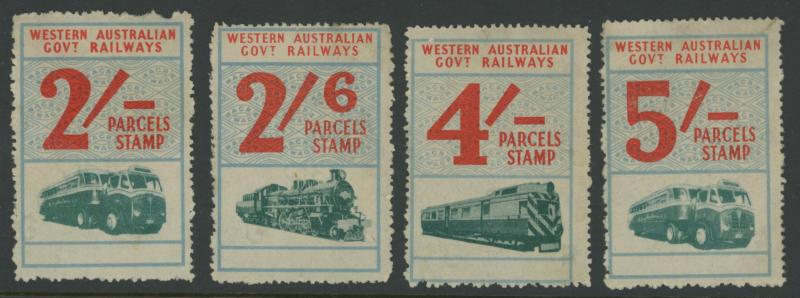 WESTERN AUSTRALIAN
GOVT RAILWAYS
2/-
PARCELS
STAMP
WESTERN AUSTRALIAN
GOVT RAILWAYS
2/6
PARCELS
STAMP
WESTERN AUSTRALIAN
GOVT RAILWAYS
4/-
PARCELS
STAMP
WESTERN AUSTRALIAN
GOVT RAILWAYS
5/-
PARCELS
STAMP